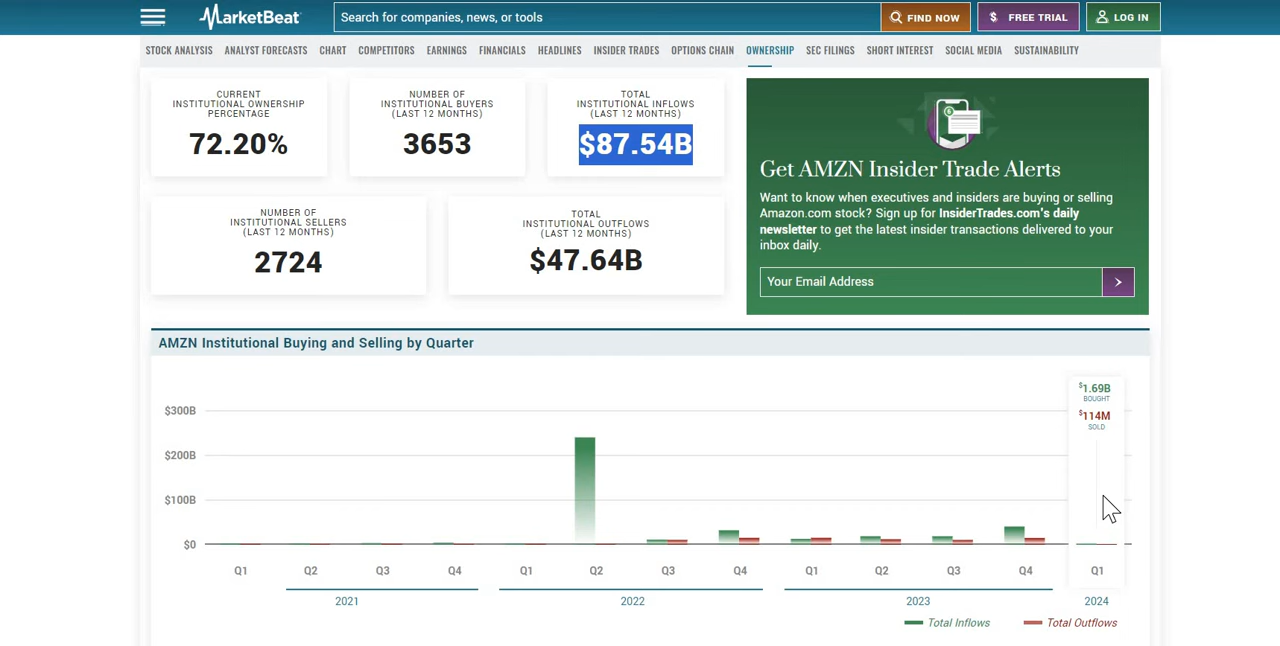 MarketBeat
Search for companies, news, or tools
FIND NOW
$ FREE TRIAL
LOG IN
STOCK ANALYSIS ANALYST FORECASTS CHART COMPETITORS EARNINGS FINANCIALS HEADLINES INSIDER TRADES OPTIONS CHAIN OWNERSHIP SEC FILINGS SHORT INTEREST SOCIAL MEDIA SUSTAINABILITY
CURRENT
INSTITUTIONAL OWNERSHIP
PERCENTAGE
72.20%
NUMBER OF
INSTITUTIONAL BUYERS
(LAST 12 MONTHS)
3653
TOTAL
INSTITUTIONAL INFLOWS
(LAST 12 MONTHS)
$87.54B
NUMBER OF
INSTITUTIONAL SELLERS
(LAST 12 MONTHS)
2724
TOTAL
INSTITUTIONAL OUTFLOWS
(LAST 12 MONTHS)
$47.64B
Get AMZN Insider Trade Alerts
Want to know when executives and insiders are buying or selling
Amazon.com stock? Sign up for InsiderTrades.com's daily
newsletter to get the latest insider transactions delivered to your
inbox daily.
Your Email Address
AMZN Institutional Buying and Selling by Quarter
$1.69B
BOUGHT
$114M
SOLD
$300B
$200B
$100B
$0
Q1 Q2 Q3 Q4 Q1 Q2 Q3 Q4 Q1 Q2 Q3 Q4 Q1
2021 2022 2023 2024
Total Inflows Total Outflows